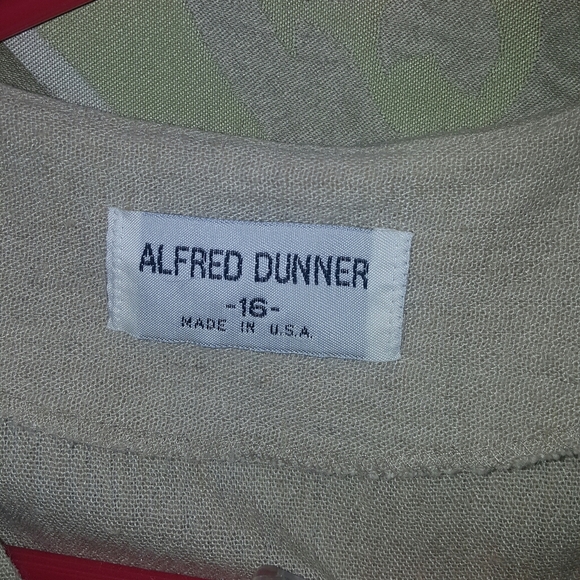 ALFRED DUNNER
-16-
MADE IN U.S.A.